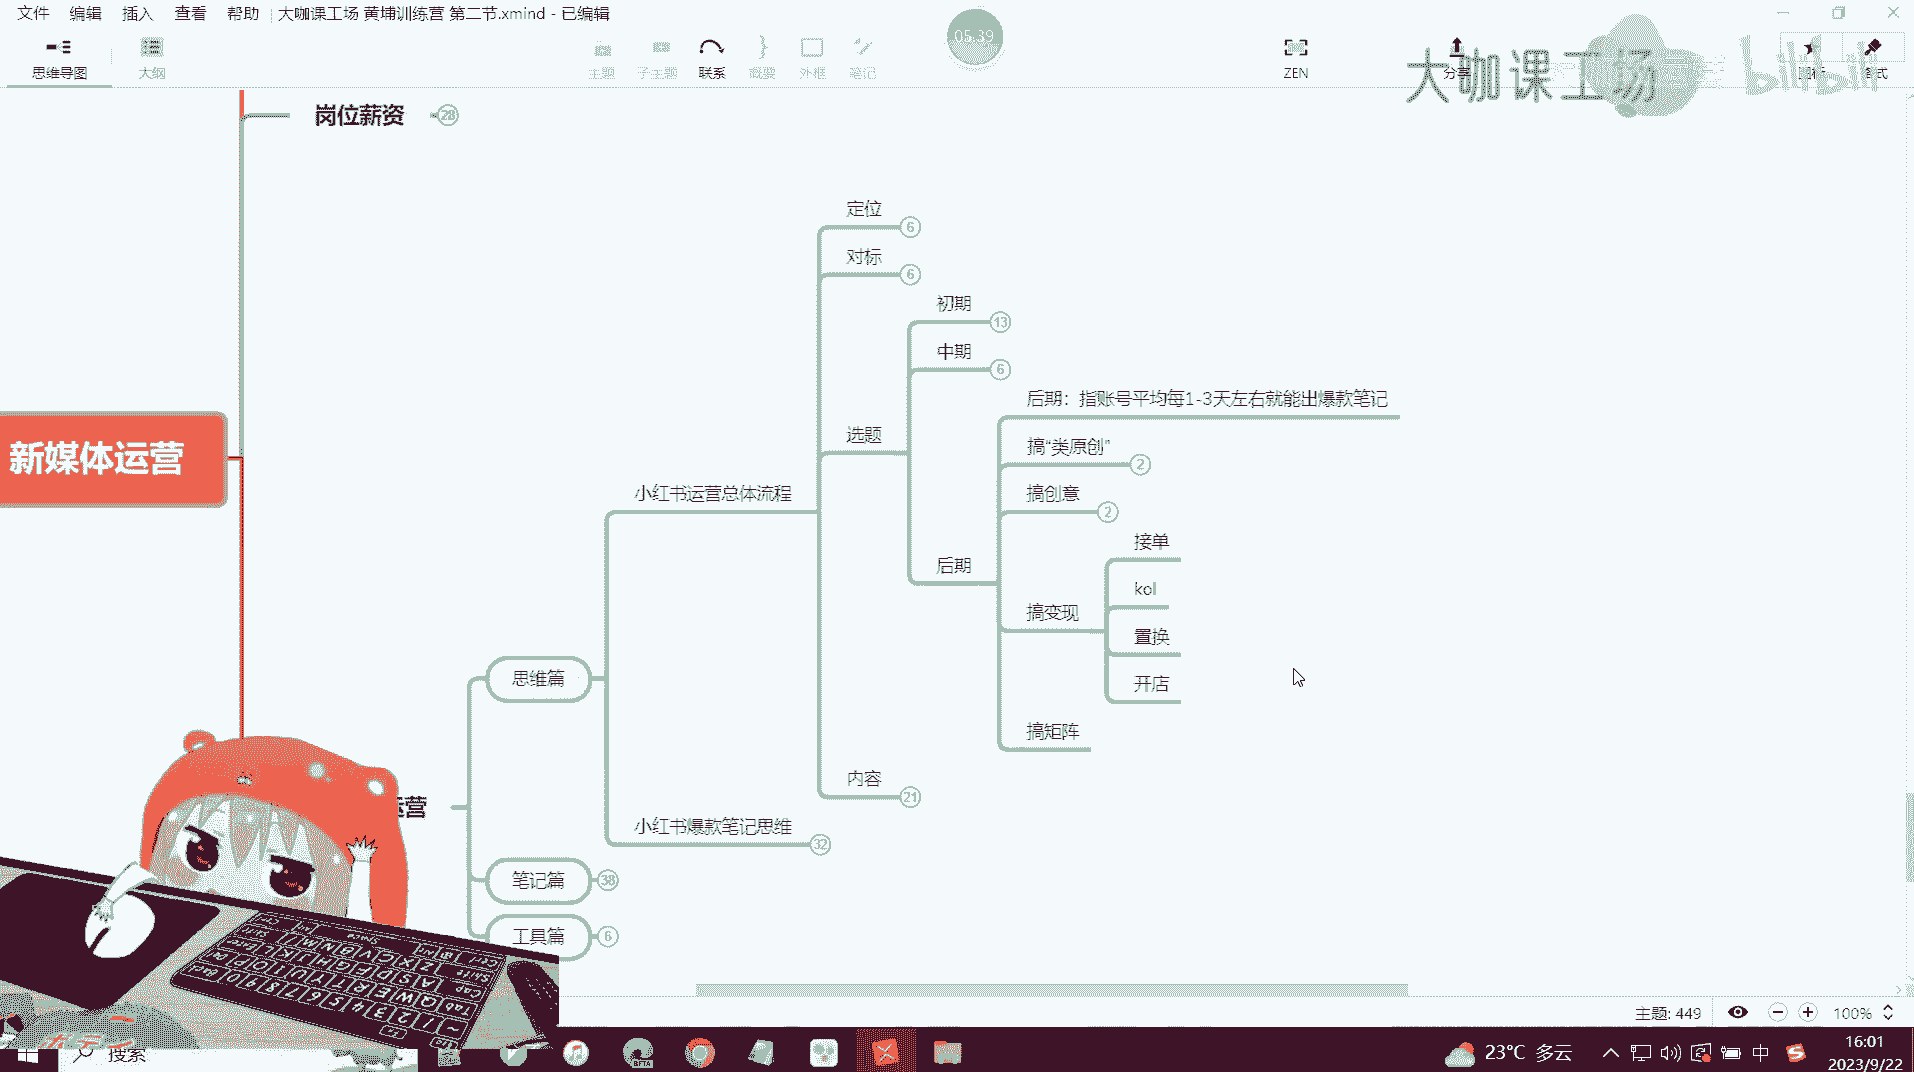 文件 编辑 插入 查看 帮助 大咖课工场 黄埔训练营 第二节.xmind - 已编辑
思维导图
大纲
主题
子主题
联系
概要
外框
笔记
05:39
ZEN
分享
大咖课工场
bilibili
岗位薪资
28
新媒体运营
运营
思维篇
小红书运营总体流程
定位
6
对标
6
选题
初期
13
中期
6
后期
后期：指账号平均每1-3天左右就能出爆款笔记
搞“类原创”
2
搞创意
2
搞变现
接单
kol
置换
开店
搞矩阵
内容
21
小红书爆款笔记思维
32
笔记篇
38
工具篇
6
主题: 449
100%
搜索
BETA
23°C 多云
中
16:01
2023/9/22